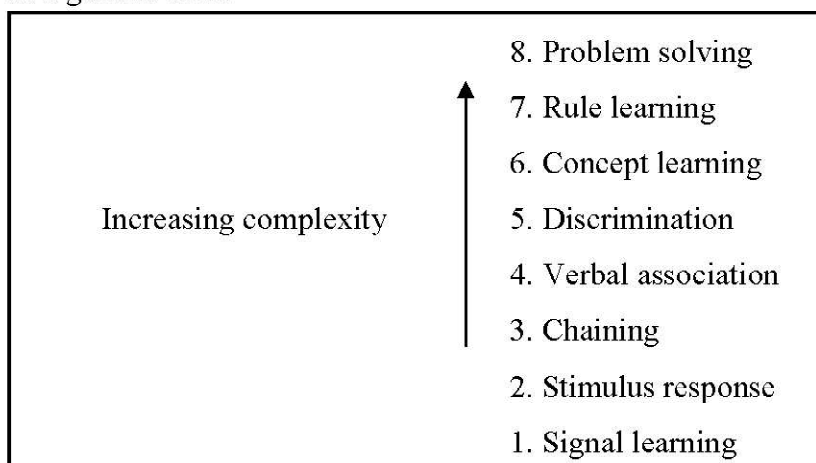 8. Problem solving
7. Rule learning
6. Concept learning
Increasing complexity 5. Discrimination
4. Verbal association
3. Chaining
2. Stimulus response
1. Signal learning